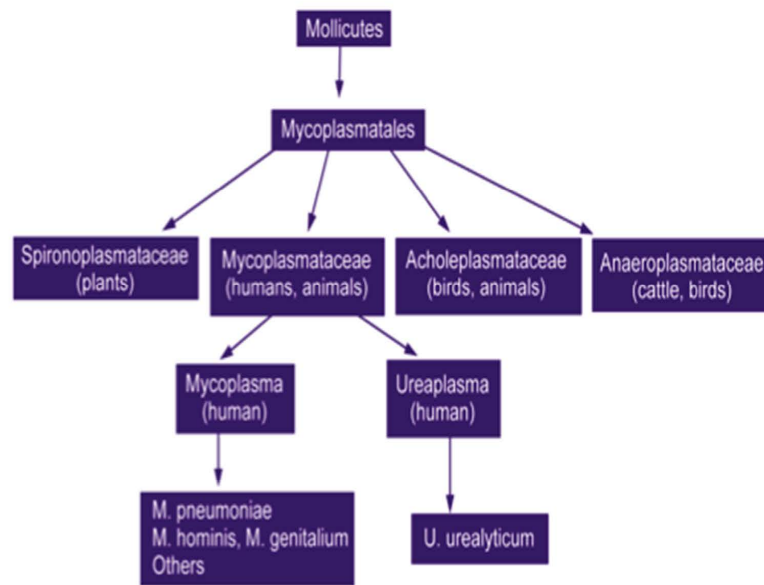 Mollicutes
Mycoplasmatales
Spironoplasmataceae
(plants)
Mycoplasmataceae
(humans, animals)
Acholeplasmataceae
(birds, animals)
Anaeroplasmataceae
(cattle, birds)
Mycoplasma
(human)
Ureaplasma
(human)
M. pneumoniae
M. hominis, M. genitalium
Others
U. urealyticum